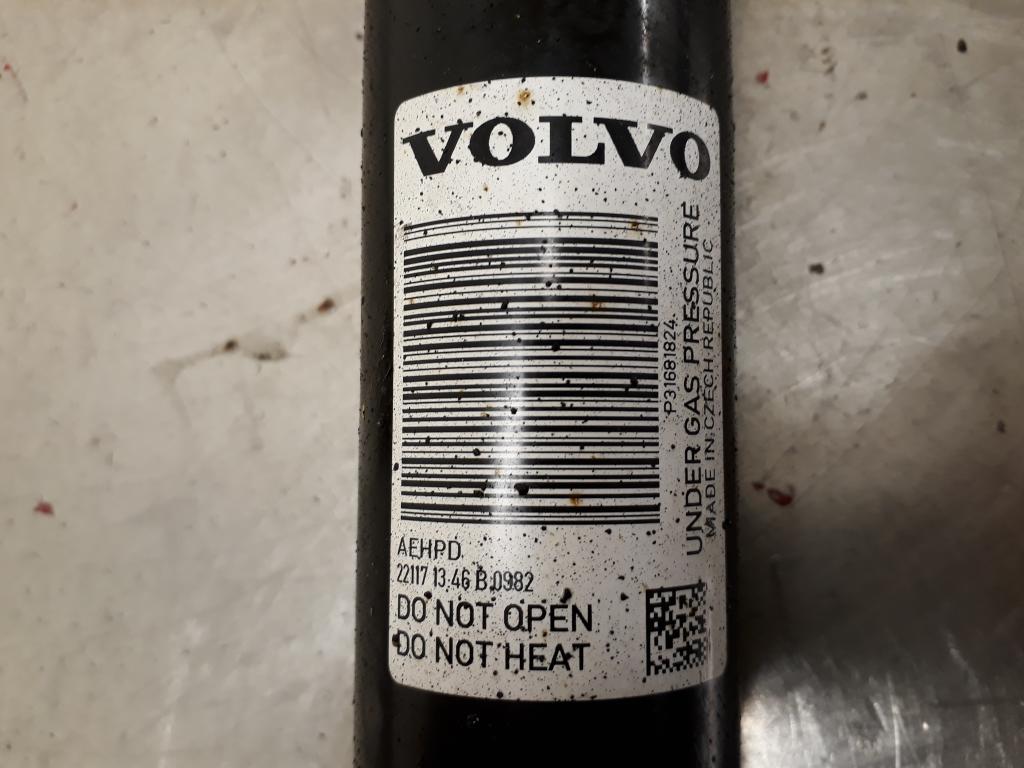 VOLVO
P31681824
UNDER GAS PRESSURE
MADE IN CZECH REPUBLIC
AEHPD
22117 13.46 B 0982
DO NOT OPEN
DO NOT HEAT